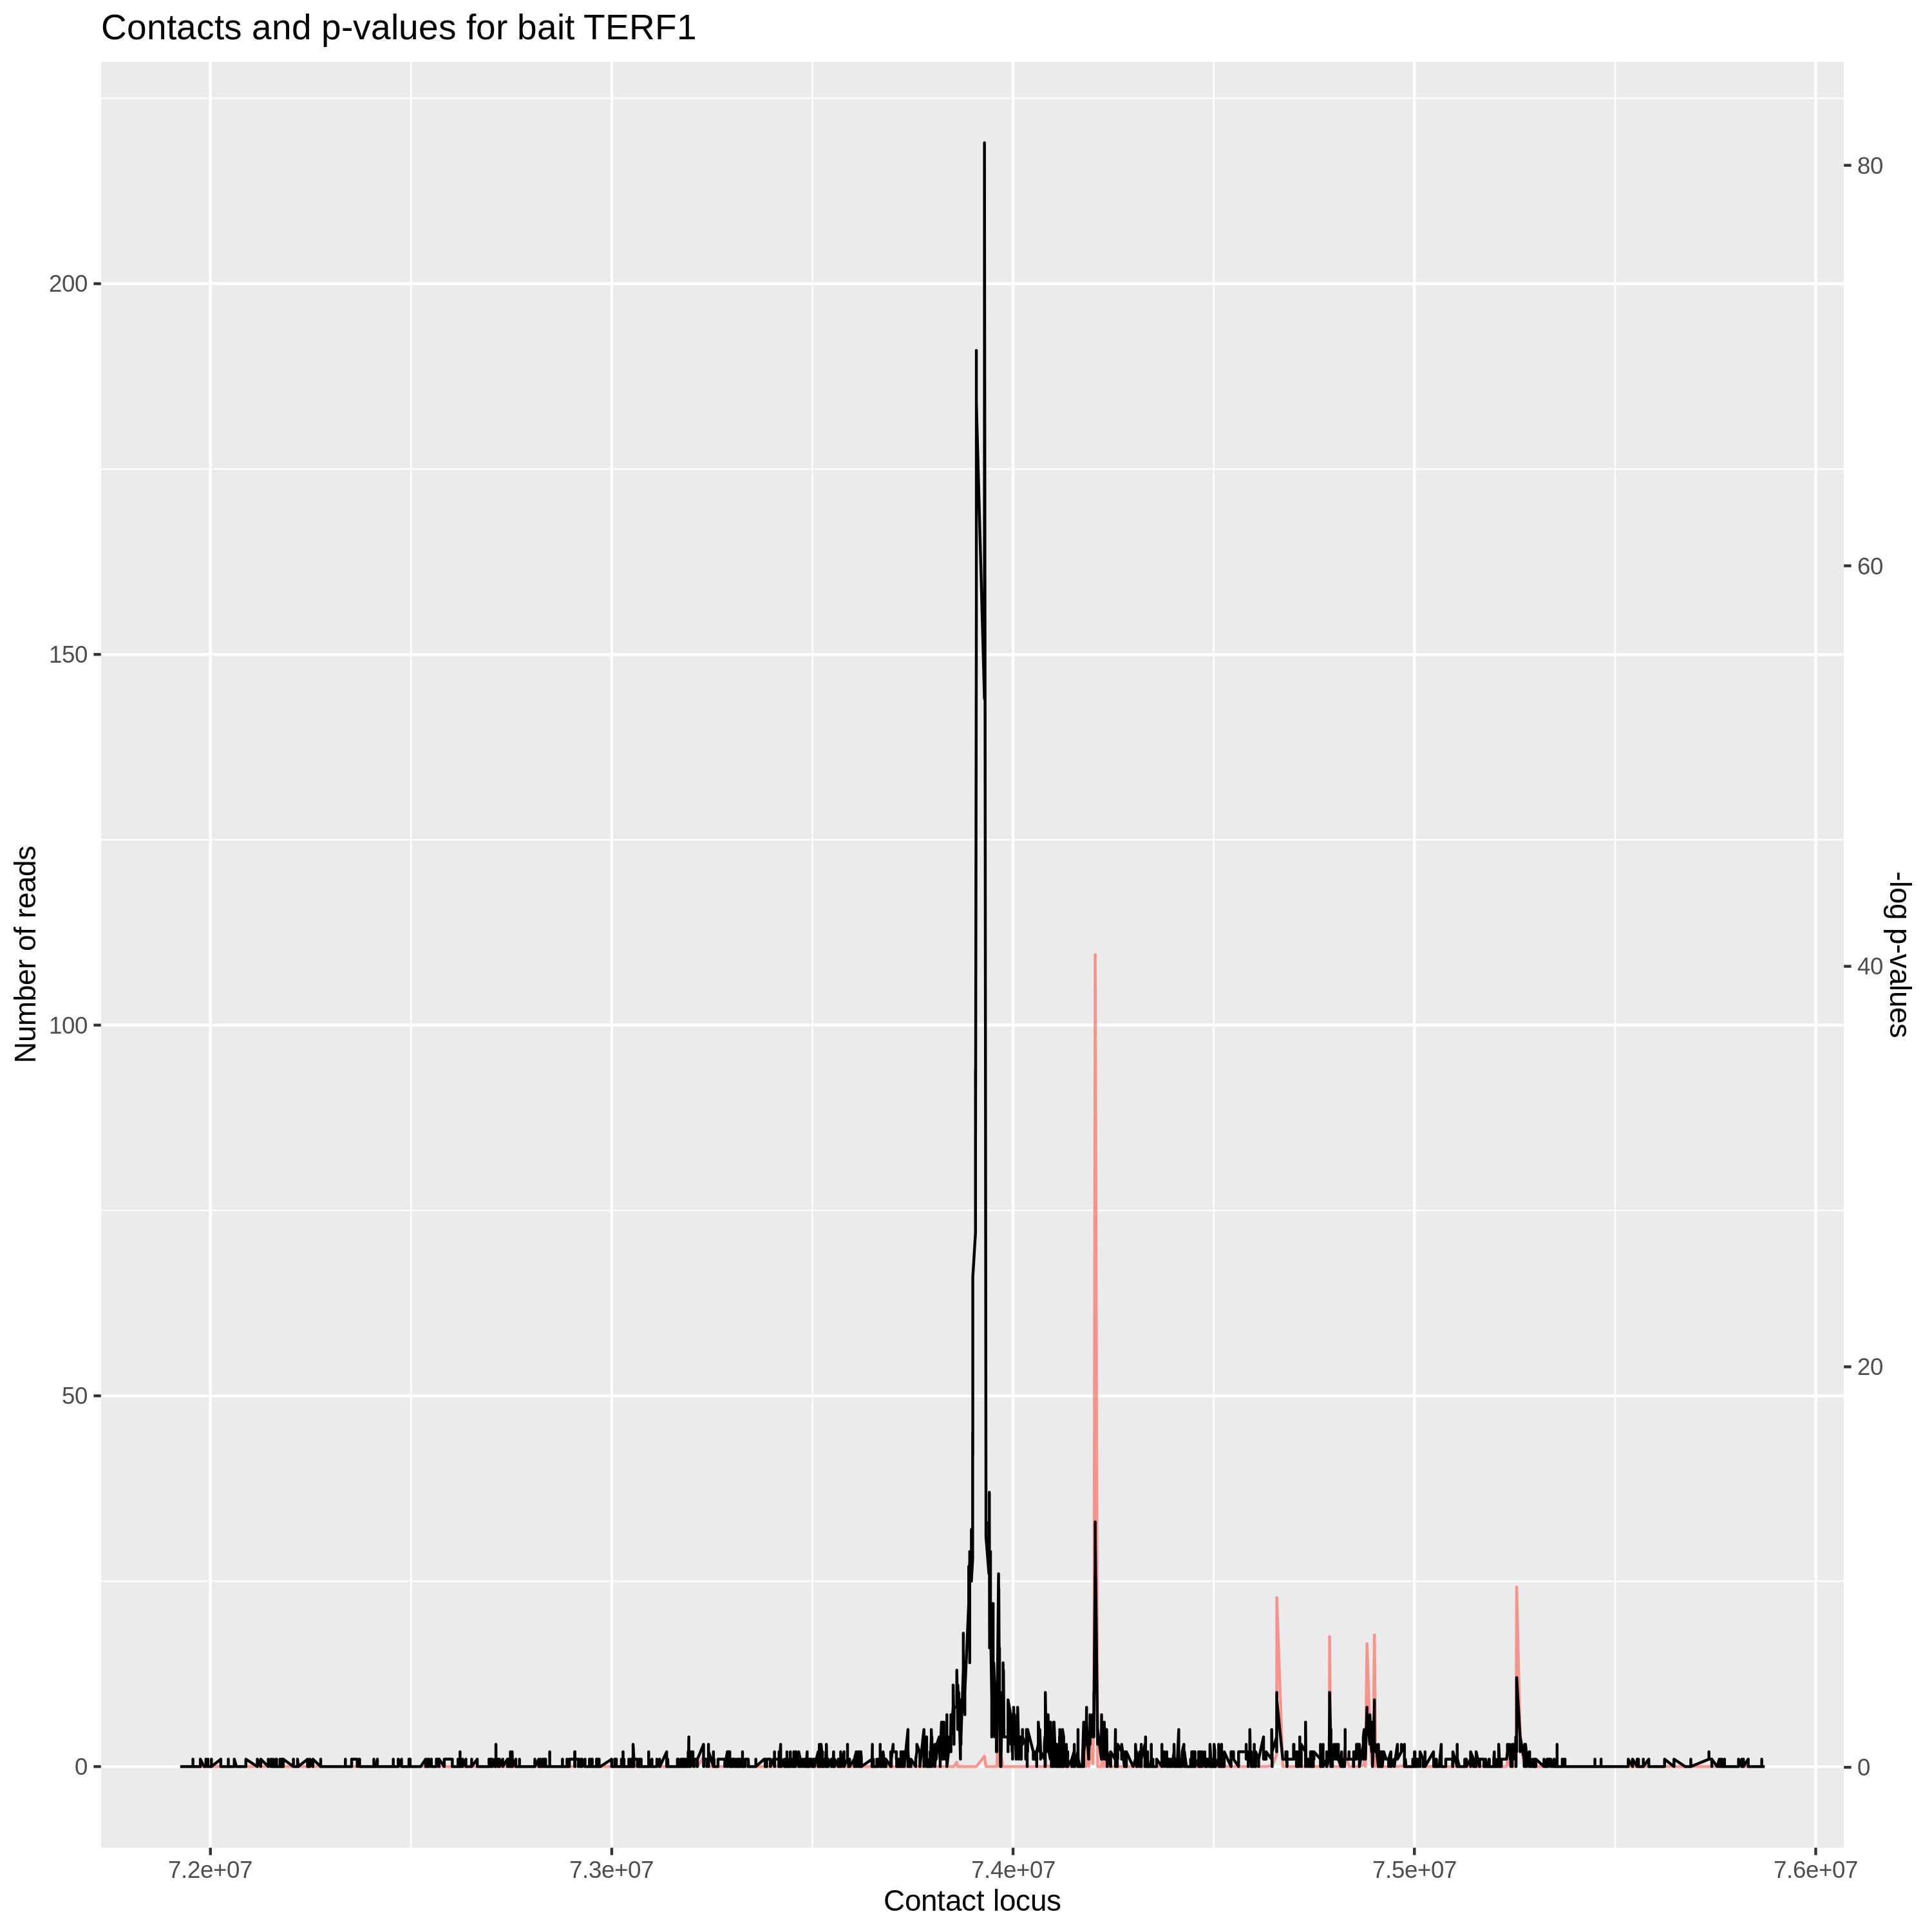 Contacts and p-values for bait TERF1
200
150
100
50
0
80
60
40
20
0
Number of reads
-log p-values
7.2e+07 7.3e+07 7.4e+07 7.5e+07 7.6e+07
Contact locus